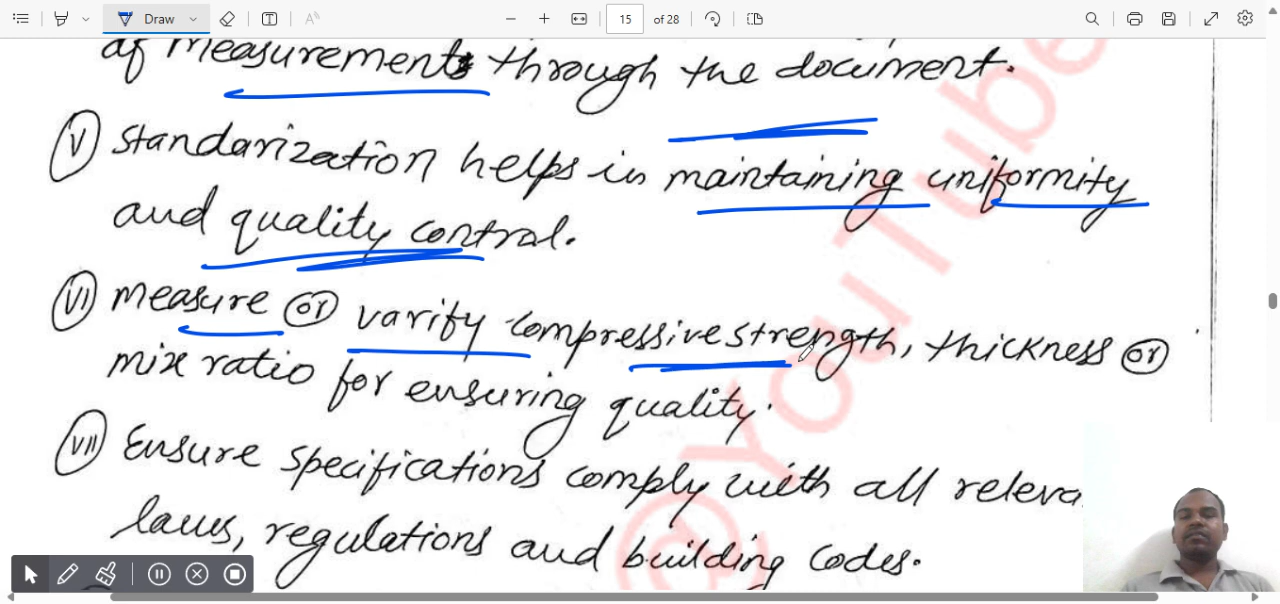 Draw
15 of 28
of measurements through the document.
(V) Standarization helps in maintaining uniformity
and quality control.
(VI) measure (or) varify compressive strength, thickness (or)
mix ratio for ensuring quality.
(VII) Ensure specifications comply with all releva
laws, regulations and building codes.
@YouTube